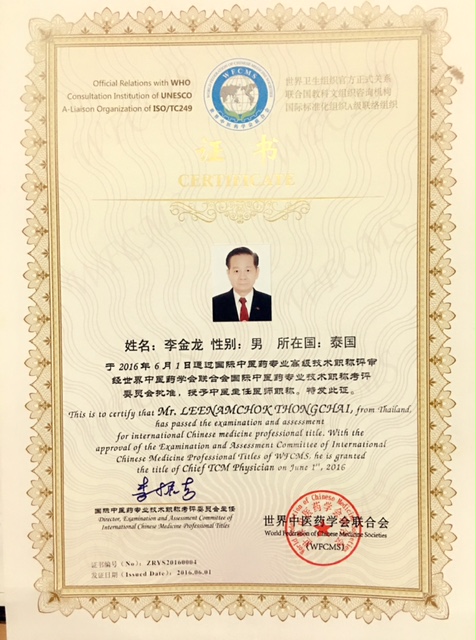 Official Relations with WHO
Consultation Institution of UNESCO
A-Liaison Organization of ISO/TC249
WFCMS
世界卫生组织官方正式关系
联合国教科文组织咨询机构
国际标准化组织A级联络组织
证书
CERTIFICATE
姓名：李金龙 性别：男 所在国：泰国
于2016年6月1日通过国际中医药专业高级技术职称评审
经世界中医药学会联合会国际中医药专业技术职称考评
委员会批准，授予中医主任医师职称。特发此证。
This is to certify that Mr. LEENAMCHOK THONGCHAI, from Thailand,
has passed the examination and assessment
for international Chinese medicine professional title. With the
approval of the Examination and Assessment Committee of International
Chinese Medicine Professional Titles of WFCMS, he is granted
the title of Chief TCM Physician on June 1st, 2016
国际中医药专业技术职称考评委员会主任
Director, Examination and Assessment Committee of
International Chinese Medicine Professional Titles
世界中医药学会联合会
World Federation of Chinese Medicine Societies
(WFCMS)
证书编号（No）：ZRYS20160004
发证日期（Issued Date）：2016.06.01